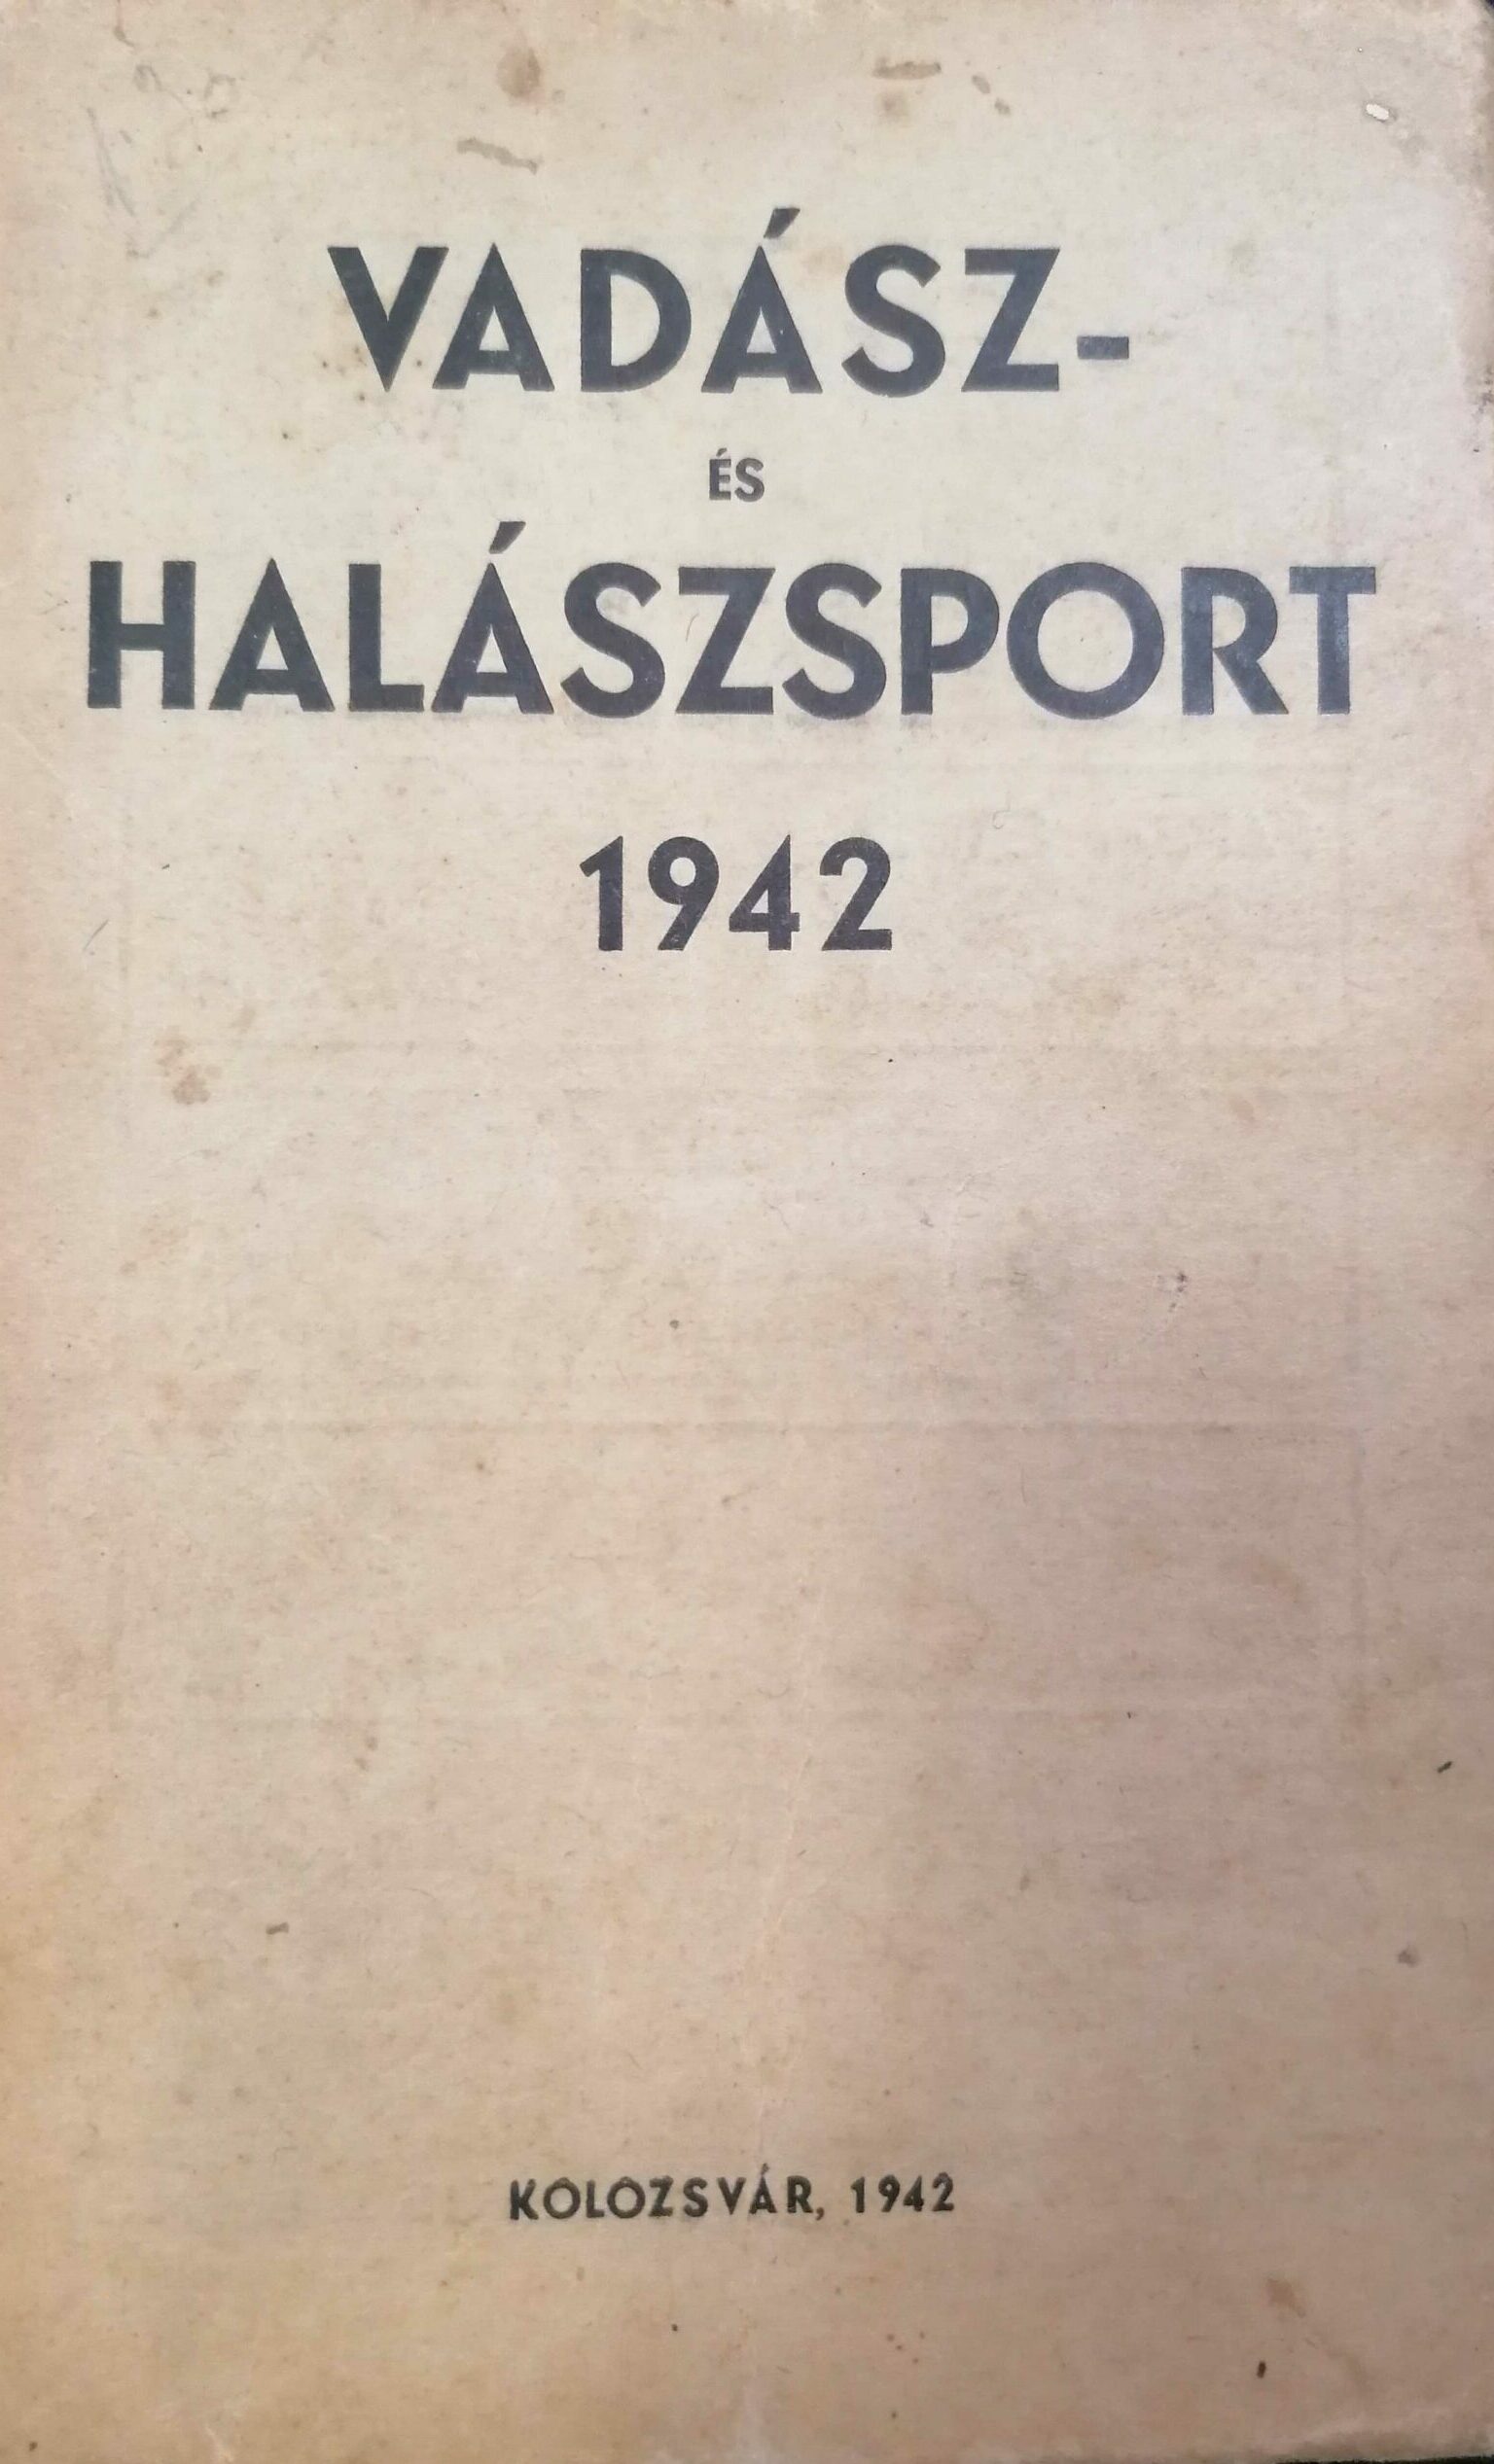 VADÁSZ-
ÉS
HALÁSZSPORT
1942
KOLOZSVÁR, 1942